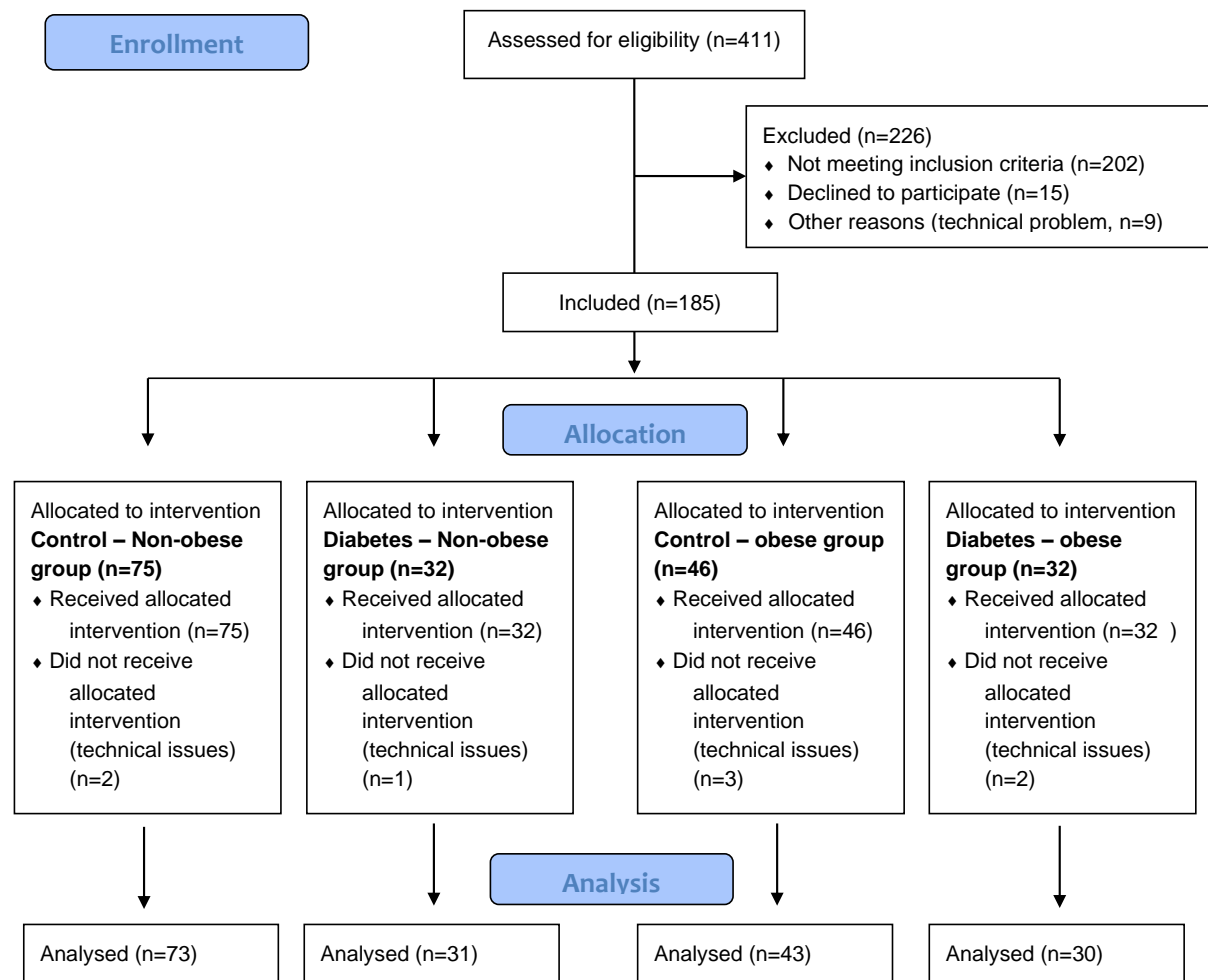 Enrollment
Assessed for eligibility (n=411)
Excluded (n=226)
♦ Not meeting inclusion criteria (n=202)
♦ Declined to participate (n=15)
♦ Other reasons (technical problem, n=9)
Included (n=185)
Allocation
Allocated to intervention
Control – Non-obese
group (n=75)
♦ Received allocated
intervention (n=75)
♦ Did not receive
allocated
intervention
(technical issues)
(n=2)
Allocated to intervention
Diabetes – Non-obese
group (n=32)
♦ Received allocated
intervention (n=32)
♦ Did not receive
allocated
intervention
(technical issues)
(n=1)
Allocated to intervention
Control – obese group
(n=46)
♦ Received allocated
intervention (n=46)
♦ Did not receive
allocated
intervention
(technical issues)
(n=3)
Allocated to intervention
Diabetes – obese
group (n=32)
♦ Received allocated
intervention (n=32 )
♦ Did not receive
allocated
intervention
(technical issues)
(n=2)
Analysis
Analysed (n=73)
Analysed (n=31)
Analysed (n=43)
Analysed (n=30)